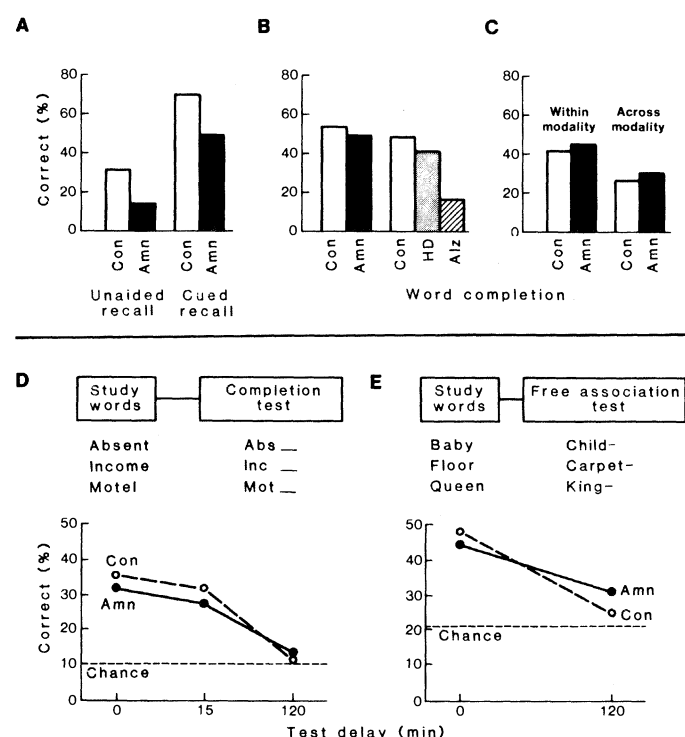 A
B
C
Correct (%)
80
60
40
20
0
Con
Amn
Con
Amn
Unaided recall
Cued recall
80
60
40
20
0
Con
Amn
Con
HD
Alz
Word completion
80
60
40
20
0
Within modality
Across modality
Con
Amn
Con
Amn
D
Study words
Completion test
Absent
Abs __
Income
Inc __
Motel
Mot __
Correct (%)
50
40
30
20
10
0
Con
Amn
Chance
0
15
120
E
Study words
Free association test
Baby
Child-
Floor
Carpet-
Queen
King-
50
40
30
20
10
0
Amn
Con
Chance
0
120
Test delay (min)